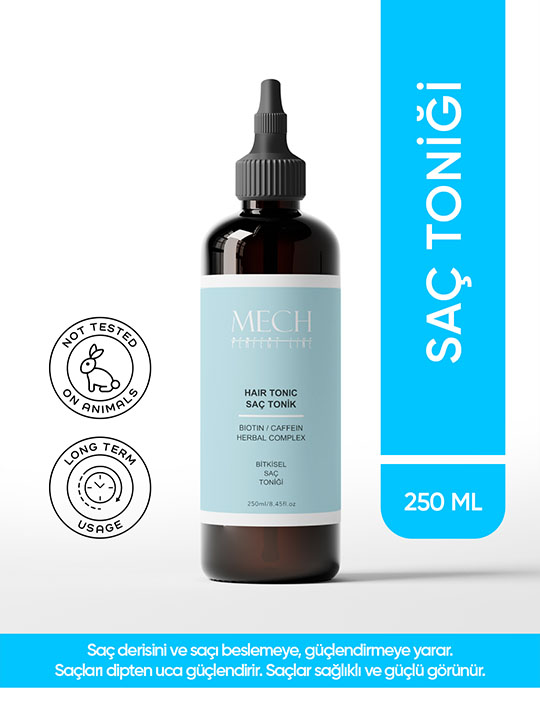 SAÇ TONİĞİ
250 ML
NOT TESTED
ON ANIMALS
LONG TERM
USAGE
MECH
PERFECT LINE
HAIR TONIC
SAÇ TONİK
BIOTIN / CAFFEIN
HERBAL COMPLEX
BİTKİSEL
SAÇ
TONİĞİ
250ml/8.45fl.oz
Saç derisini ve saçı beslemeye, güçlendirmeye yarar.
Saçları dipten uca güçlendirir. Saçlar sağlıklı ve güçlü görünür.